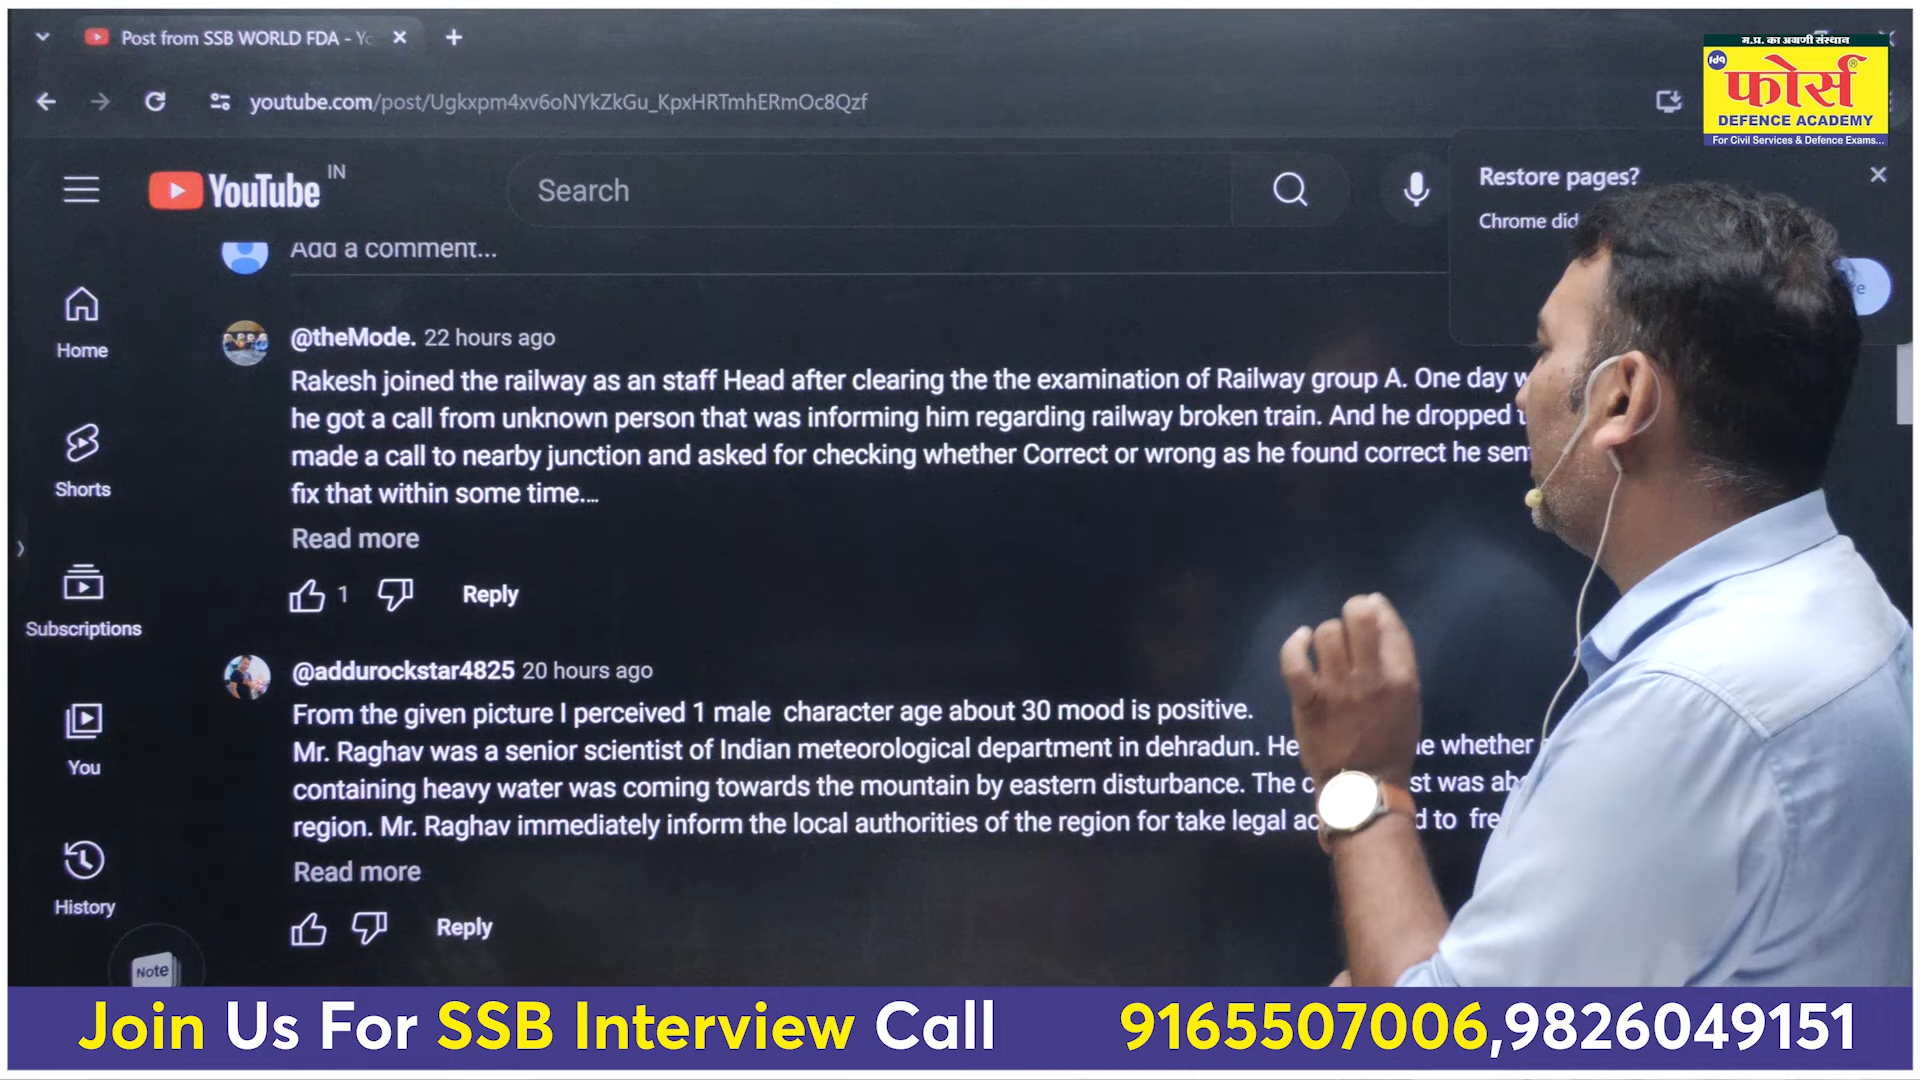 Post from SSB WORLD FDA - Yo
youtube.com/post/Ugkxpm4xv6oNYkZkGu_KpxHRTmhERmOc8Qzf
म.प्र. का अग्रणी संस्थान
fda
फोर्स®
DEFENCE ACADEMY
For Civil Services & Defence Exams...
YouTube IN
Search
Restore pages?
Chrome did
Add a comment...
Home
Shorts
Subscriptions
You
History
Note
@theMode. 22 hours ago
Rakesh joined the railway as an staff Head after clearing the the examination of Railway group A. One day
he got a call from unknown person that was informing him regarding railway broken train. And he dropped
made a call to nearby junction and asked for checking whether Correct or wrong as he found correct he sen
fix that within some time...
Read more
1 Reply
@addurockstar4825 20 hours ago
From the given picture I perceived 1 male character age about 30 mood is positive.
Mr. Raghav was a senior scientist of Indian meteorological department in dehradun. He whether
containing heavy water was coming towards the mountain by eastern disturbance. The st was ab
region. Mr. Raghav immediately inform the local authorities of the region for take legal ac d to fre
Read more
Reply
Join Us For SSB Interview Call 9165507006,9826049151